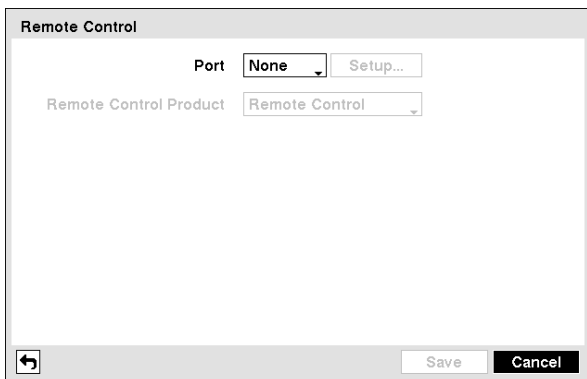 Remote Control
Port None Setup...
Remote Control Product Remote Control
Save Cancel